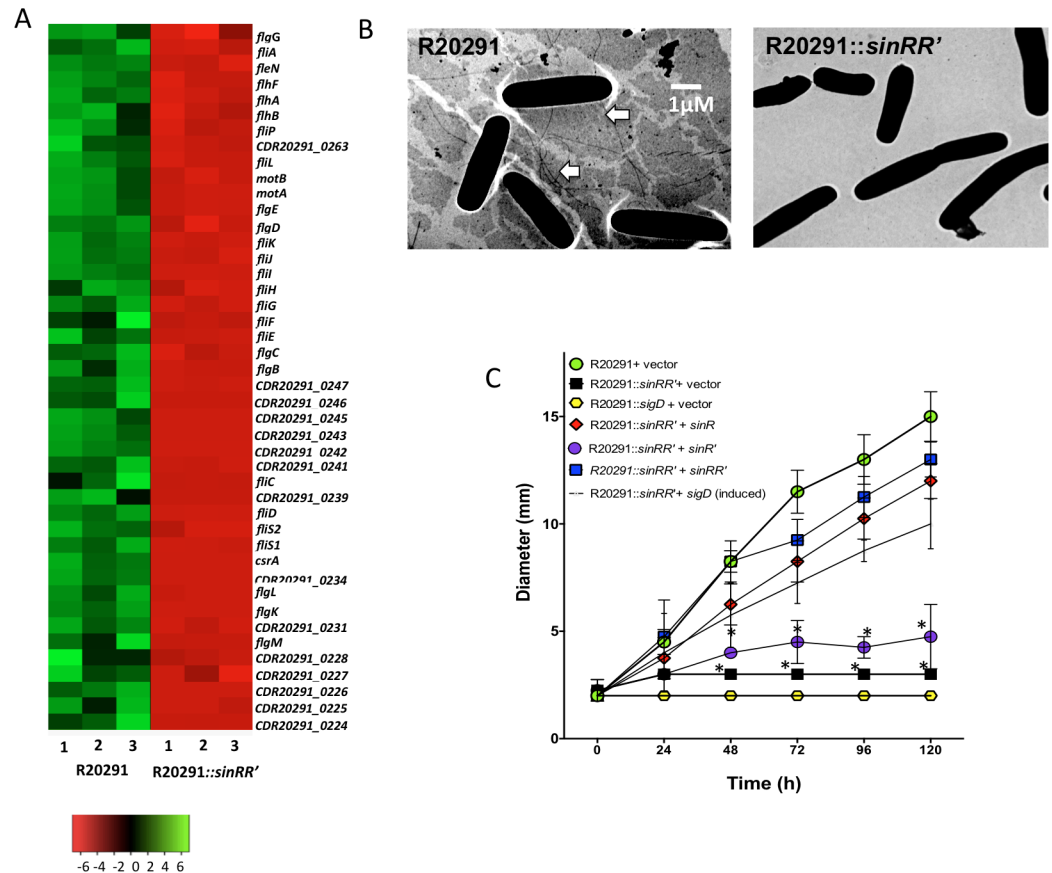 A
flgG
fliA
fleN
flhF
flhA
flhB
fliP
CDR20291_0263
fliL
motB
motA
flgE
flgD
fliK
fliJ
fliI
fliH
fliG
fliF
fliE
flgC
flgB
CDR20291_0247
CDR20291_0246
CDR20291_0245
CDR20291_0243
CDR20291_0242
CDR20291_0241
fliC
CDR20291_0239
fliD
fliS2
fliS1
csrA
CDR20291_0234
flgL
flgK
CDR20291_0231
flgM
CDR20291_0228
CDR20291_0227
CDR20291_0226
CDR20291_0225
CDR20291_0224
1 2 3 1 2 3
R20291 R20291::sinRR’
-6 -4 -2 0 2 4 6
B
R20291
1μM
R20291::sinRR’
C
R20291+ vector
R20291::sinRR'+ vector
R20291::sigD + vector
R20291::sinRR' + sinR
R20291::sinRR' + sinR'
R20291::sinRR' + sinRR'
R20291::sinRR'+ sigD (induced)
Diameter (mm)
15
10
5
0
* * * *
* * * *
0 24 48 72 96 120
Time (h)